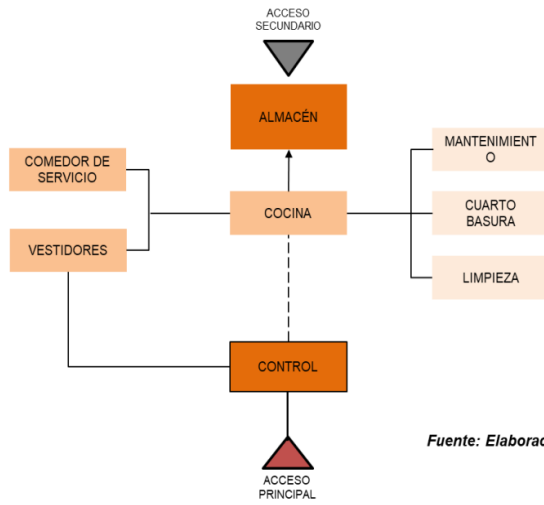 ACCESO
SECUNDARIO
ALMACÉN
COMEDOR DE
SERVICIO
COCINA
MANTENIMIENT
O
CUARTO
BASURA
VESTIDORES
LIMPIEZA
CONTROL
Fuente: Elaborac
ACCESO
PRINCIPAL